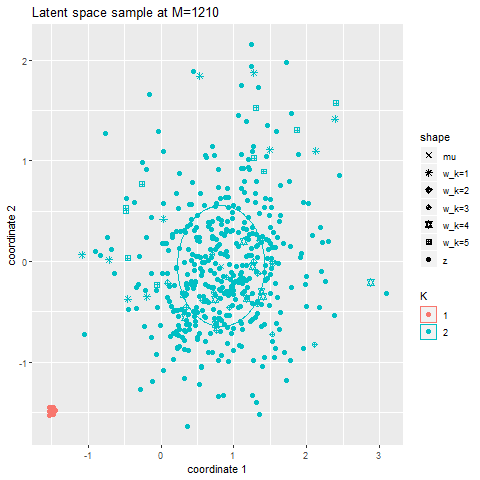 Latent space sample at M=1210
coordinate 2
2
1
0
-1
-1
0
1
2
3
coordinate 1
shape
mu
w_k=1
w_k=2
w_k=3
w_k=4
w_k=5
z
K
1
2